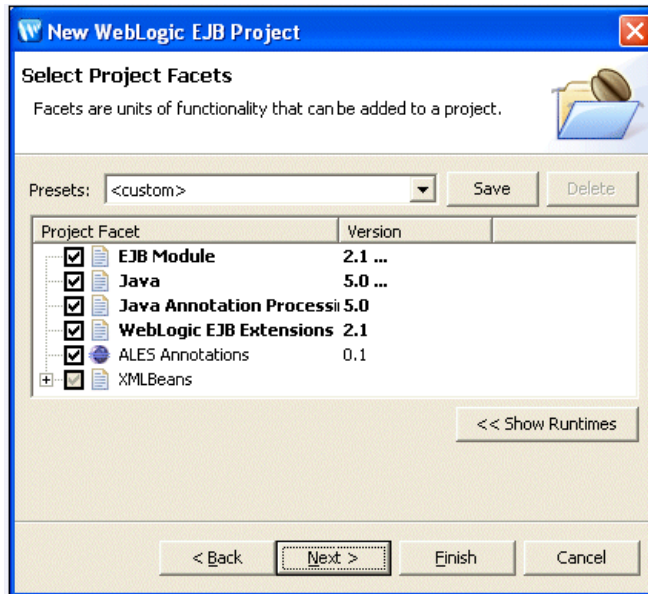 New WebLogic EJB Project
Select Project Facets
Facets are units of functionality that can be added to a project.
Presets: <custom> Save Delete
Project Facet Version
EJB Module 2.1 ...
Java 5.0 ...
Java Annotation Processi 5.0
WebLogic EJB Extensions 2.1
ALES Annotations 0.1
XMLBeans
<< Show Runtimes
< Back Next > Finish Cancel